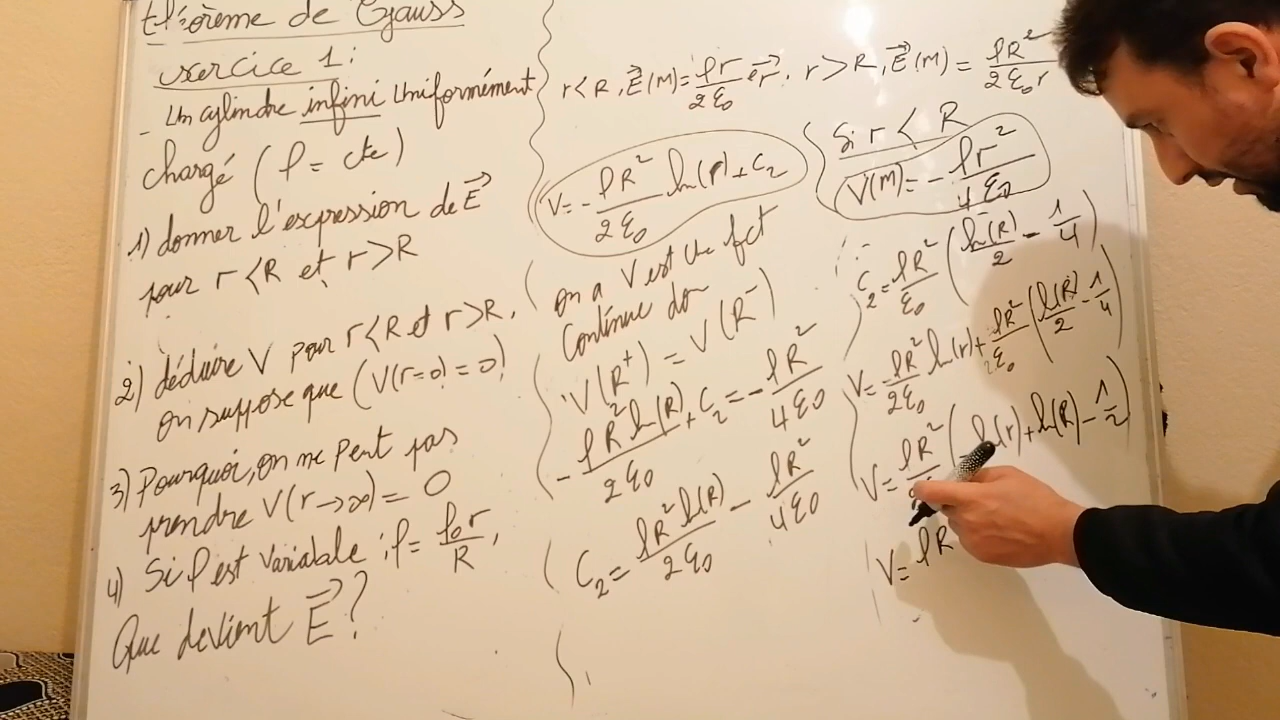 théorème de Gauss
exercice 1:
- Un cylindre infini Uniformément
chargé (ρ = cte)
1) donner l'expression de E⃗
pour r < R et r > R
2) déduire V pour r < R et r > R,
on suppose que (V(r=0) = 0)
3) Pourquoi, on ne peut pas
prendre V(r→∞) = 0
4) Si ρ est variable : ρ = ρ₀r/R,
Que devient E⃗ ?
r < R, E⃗(M) = ρr/2ε₀ e⃗r, r > R, E⃗(M) = ρR²/2ε₀r
V = - ρR²/2ε₀ ln(r) + C₂
on a V est Une fct
Continue do
V(R⁺) = V(R⁻)
- ρR² ln(R)/2ε₀ + C₂ = - ρR²/4ε₀
C₂ = ρR² ln(R)/2ε₀ - ρR²/4ε₀
Si r < R
V(M) = - ρr²/4ε₀
C₂ = ρR²/ε₀ (ln(R)/2 - 1/4)
V = ρR²/2ε₀ ln(r) + ρR²/2ε₀ (ln(R)/2 - 1/4)
V = ρR² ( ln(r) + ln(R) - 1/2)
V = ρR